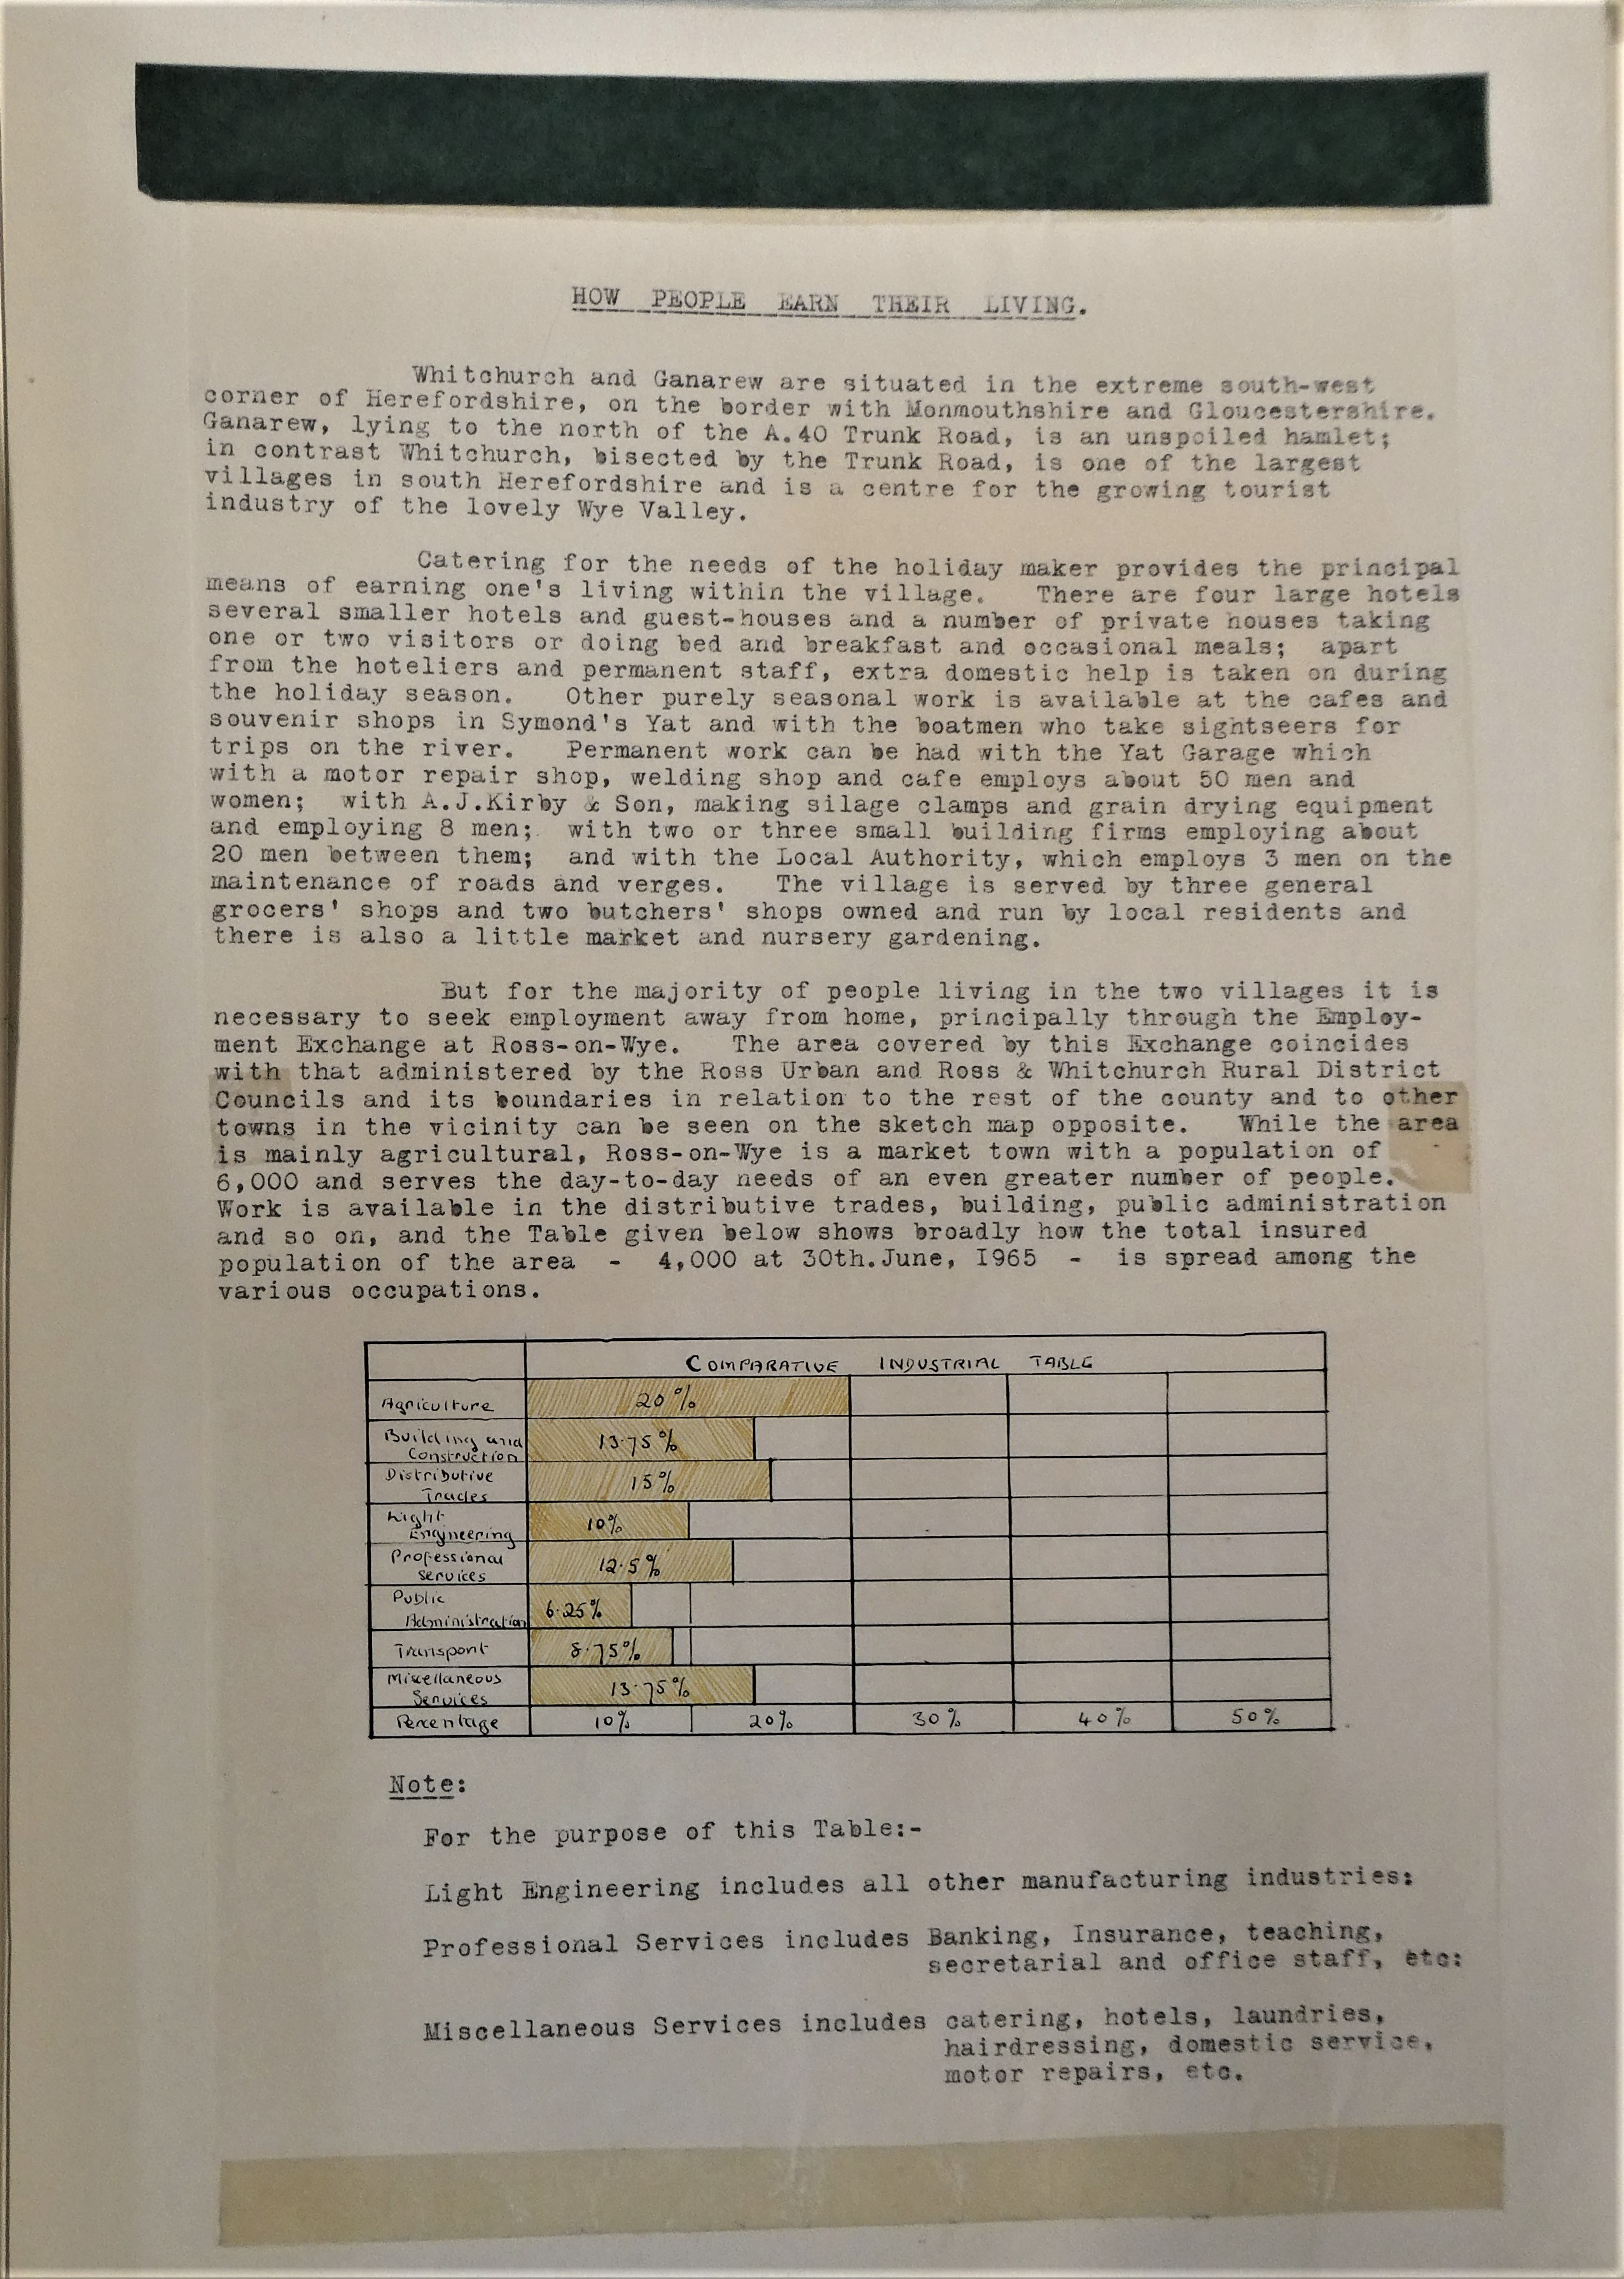 HOW PEOPLE EARN THEIR LIVING.
Whitchurch and Ganarew are situated in the extreme south-west
corner of Herefordshire, on the border with Monmouthshire and Gloucestershire.
Ganarew, lying to the north of the A.40 Trunk Road, is an unspoiled hamlet;
in contrast Whitchurch, bisected by the Trunk Road, is one of the largest
villages in south Herefordshire and is a centre for the growing tourist
industry of the lovely Wye Valley.
Catering for the needs of the holiday maker provides the principal
means of earning one's living within the village. There are four large hotels
several smaller hotels and guest-houses and a number of private houses taking
one or two visitors or doing bed and breakfast and occasional meals; apart
from the hoteliers and permanent staff, extra domestic help is taken on during
the holiday season. Other purely seasonal work is available at the cafes and
souvenir shops in Symond's Yat and with the boatmen who take sightseers for
trips on the river. Permanent work can be had with the Yat Garage which
with a motor repair shop, welding shop and cafe employs about 50 men and
women; with A.J.Kirby & Son, making silage clamps and grain drying equipment
and employing 8 men; with two or three small building firms employing about
20 men between them; and with the Local Authority, which employs 3 men on the
maintenance of roads and verges. The village is served by three general
grocers' shops and two butchers' shops owned and run by local residents and
there is also a little market and nursery gardening.
But for the majority of people living in the two villages it is
necessary to seek employment away from home, principally through the Employ-
ment Exchange at Ross-on-Wye. The area covered by this Exchange coincides
with that administered by the Ross Urban and Ross & Whitchurch Rural District
Councils and its boundaries in relation to the rest of the county and to other
towns in the vicinity can be seen on the sketch map opposite. While the area
is mainly agricultural, Ross-on-Wye is a market town with a population of
6,000 and serves the day-to-day needs of an even greater number of people.
Work is available in the distributive trades, building, public administration
and so on, and the Table given below shows broadly how the total insured
population of the area - 4,000 at 30th.June, I965 - is spread among the
various occupations.
COMPARATIVE INDUSTRIAL TABLE
Agriculture 20%
Building and
Construction 13.75%
Distributive
Trades 15%
Light
Engineering 10%
Professional
Services 12.5%
Public
Administration 6.25%
Transport 8.75%
Miscellaneous
Services 13.75%
Percentage 10% 20% 30% 40% 50%
Note:
For the purpose of this Table:-
Light Engineering includes all other manufacturing industries:
Professional Services includes Banking, Insurance, teaching,
secretarial and office staff, etc:
Miscellaneous Services includes catering, hotels, laundries,
hairdressing, domestic service,
motor repairs, etc.